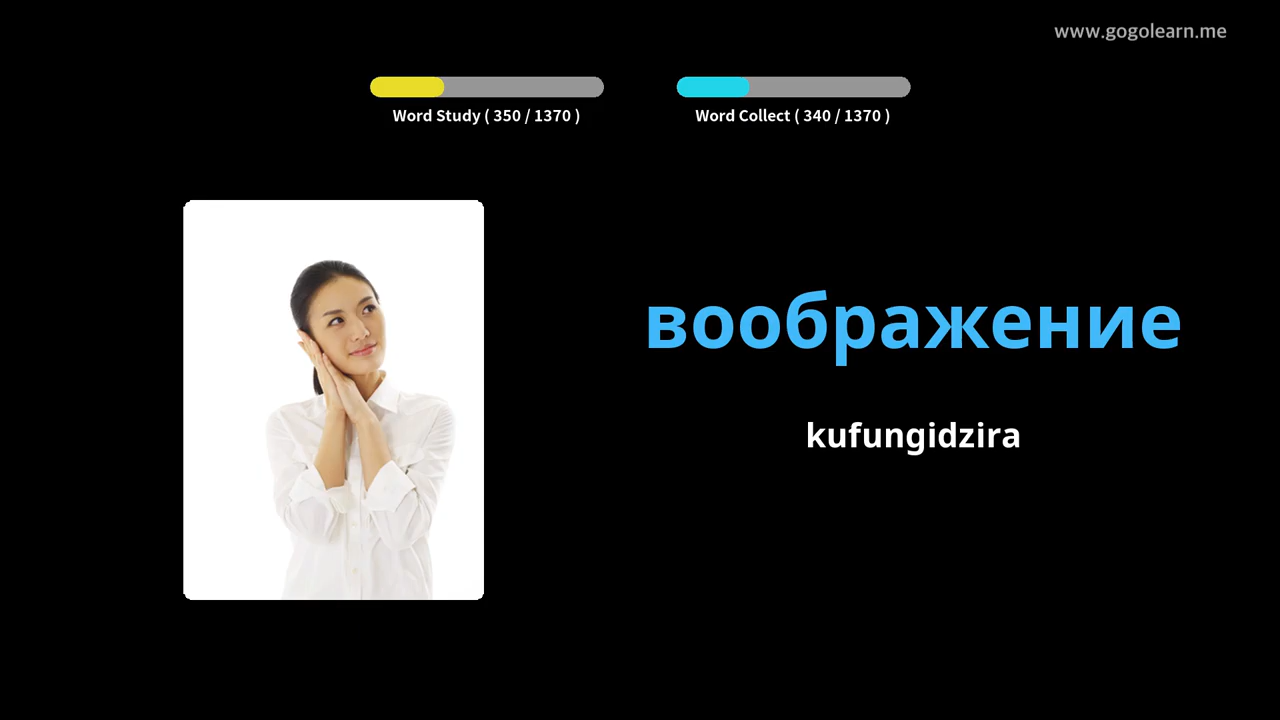 www.gogolearn.me
Word Study ( 350 / 1370 )
Word Collect ( 340 / 1370 )
воображение
kufungidzira